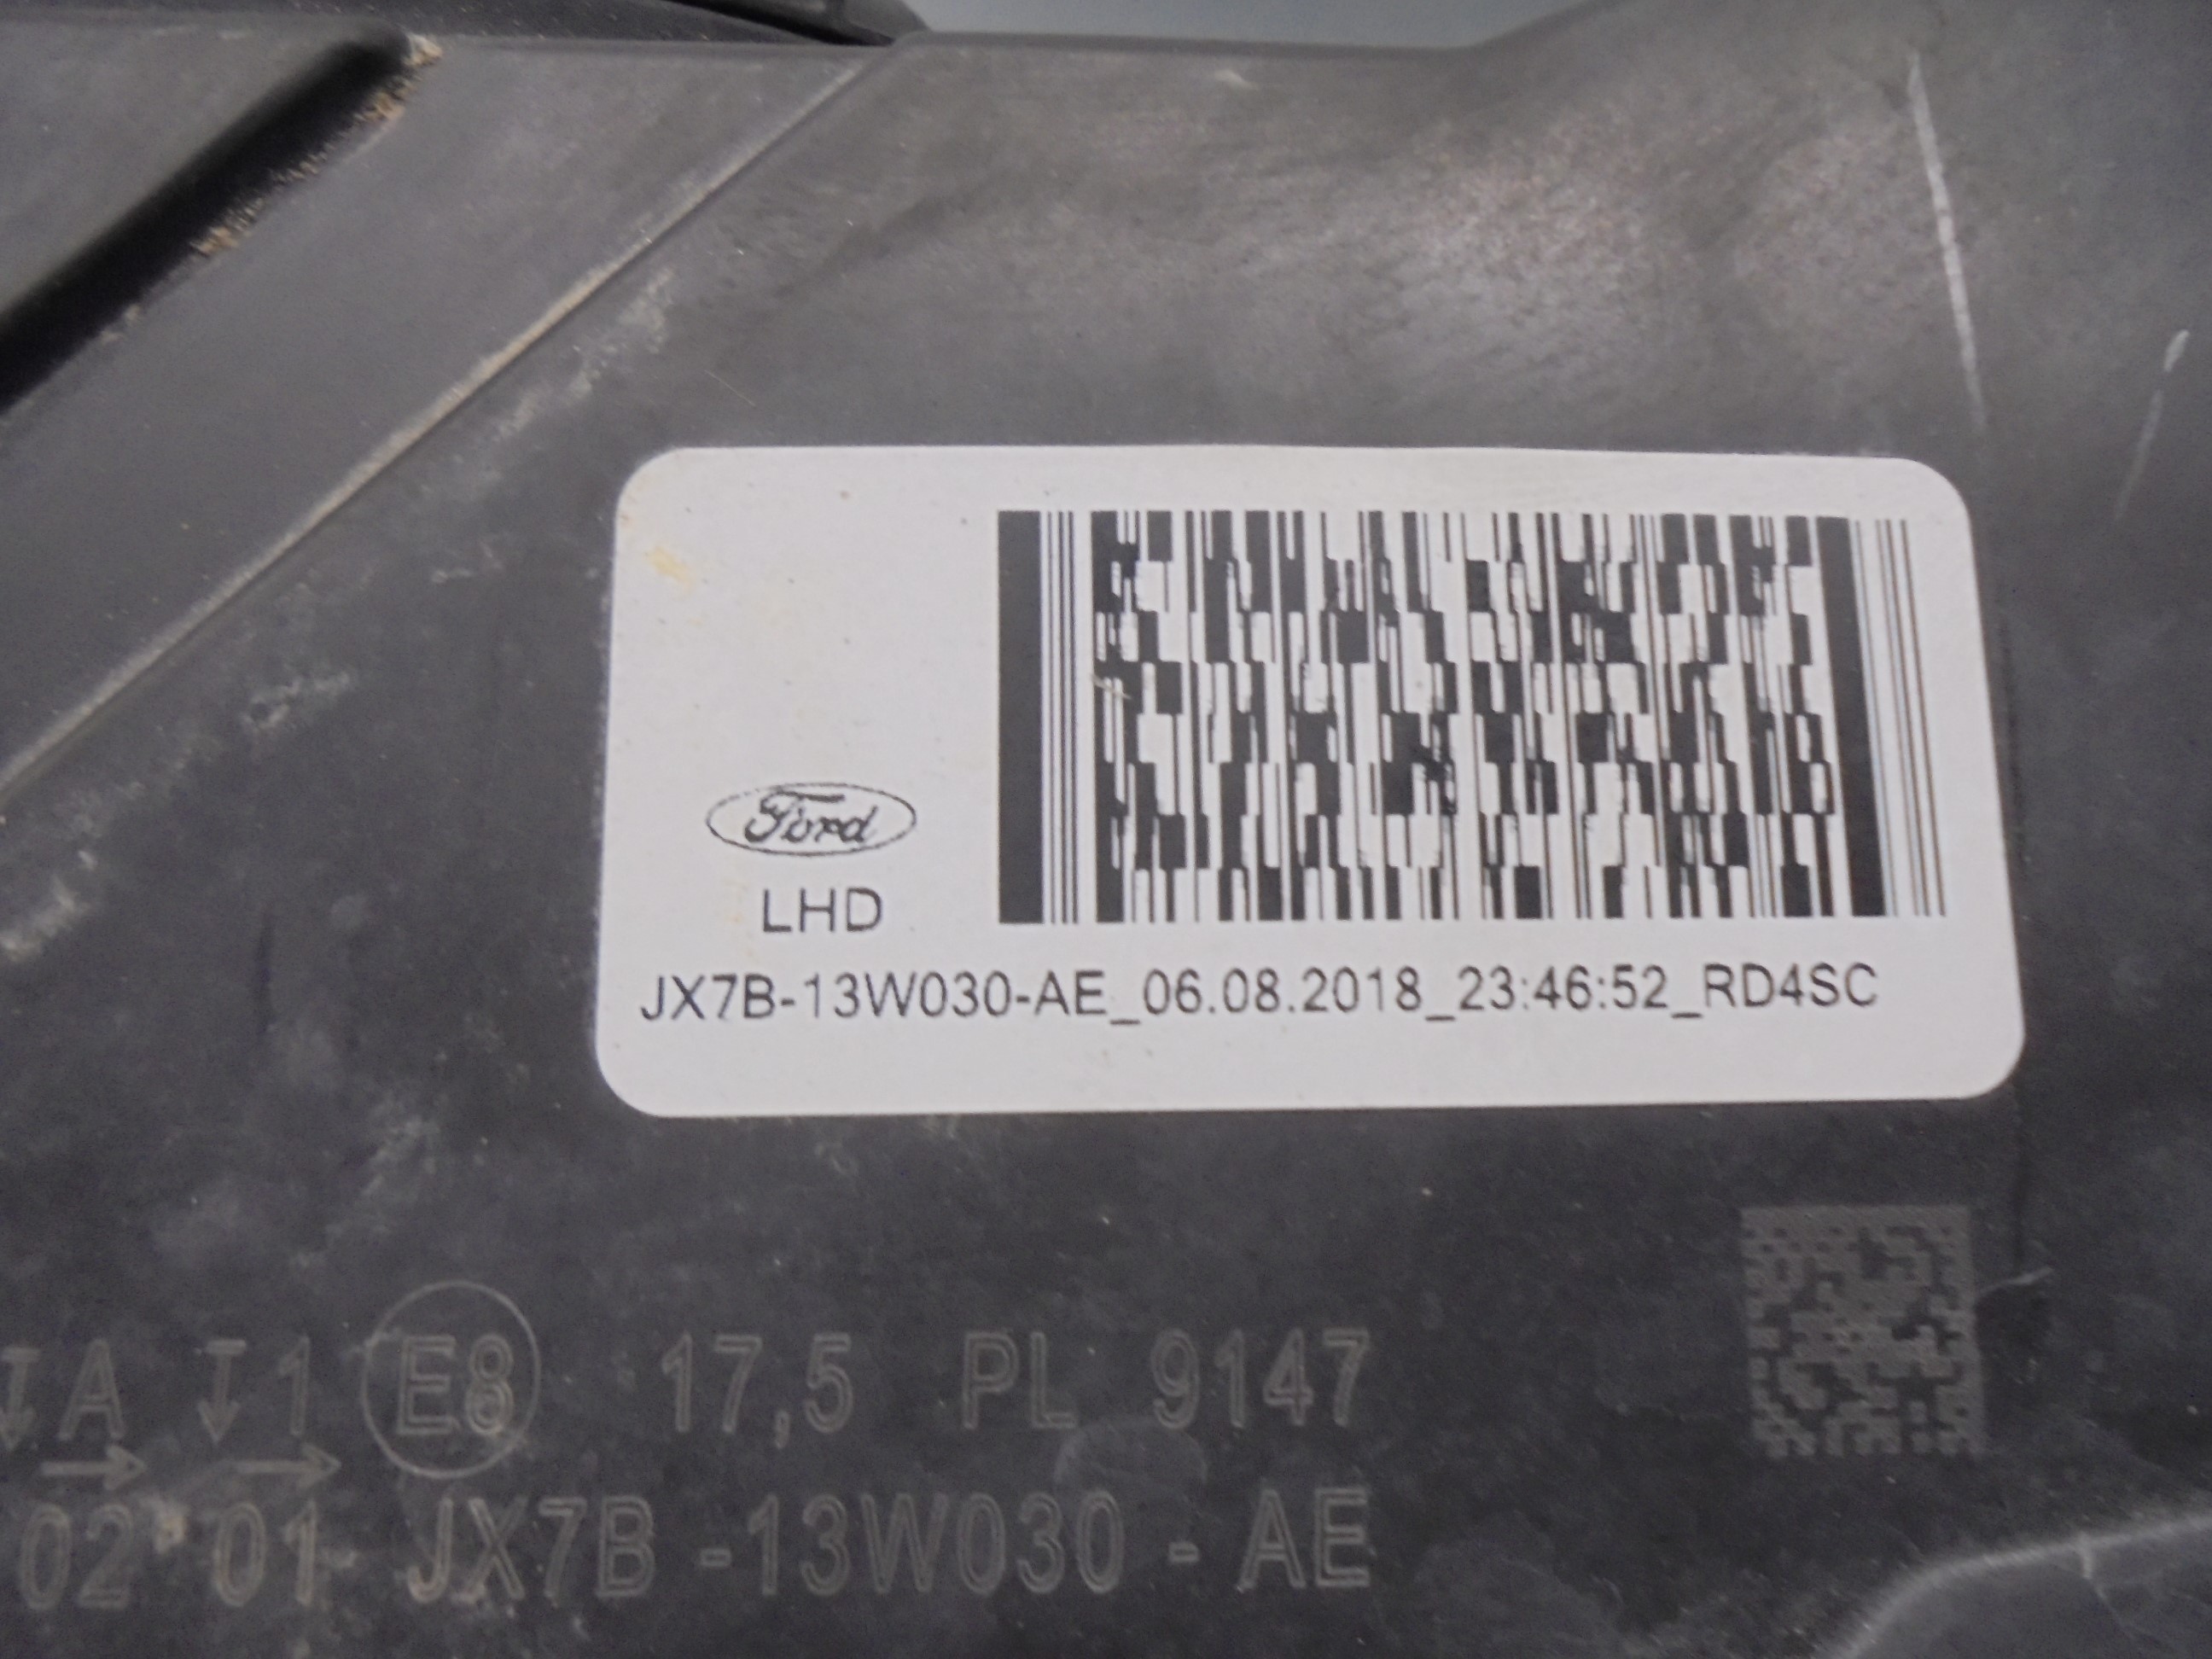 Ford
LHD
JX7B-13W030-AE_06.08.2018_23:46:52_RD4SC
A 1 E8 17,5 PL 9147
02 01 JX7B -13W030 - AE